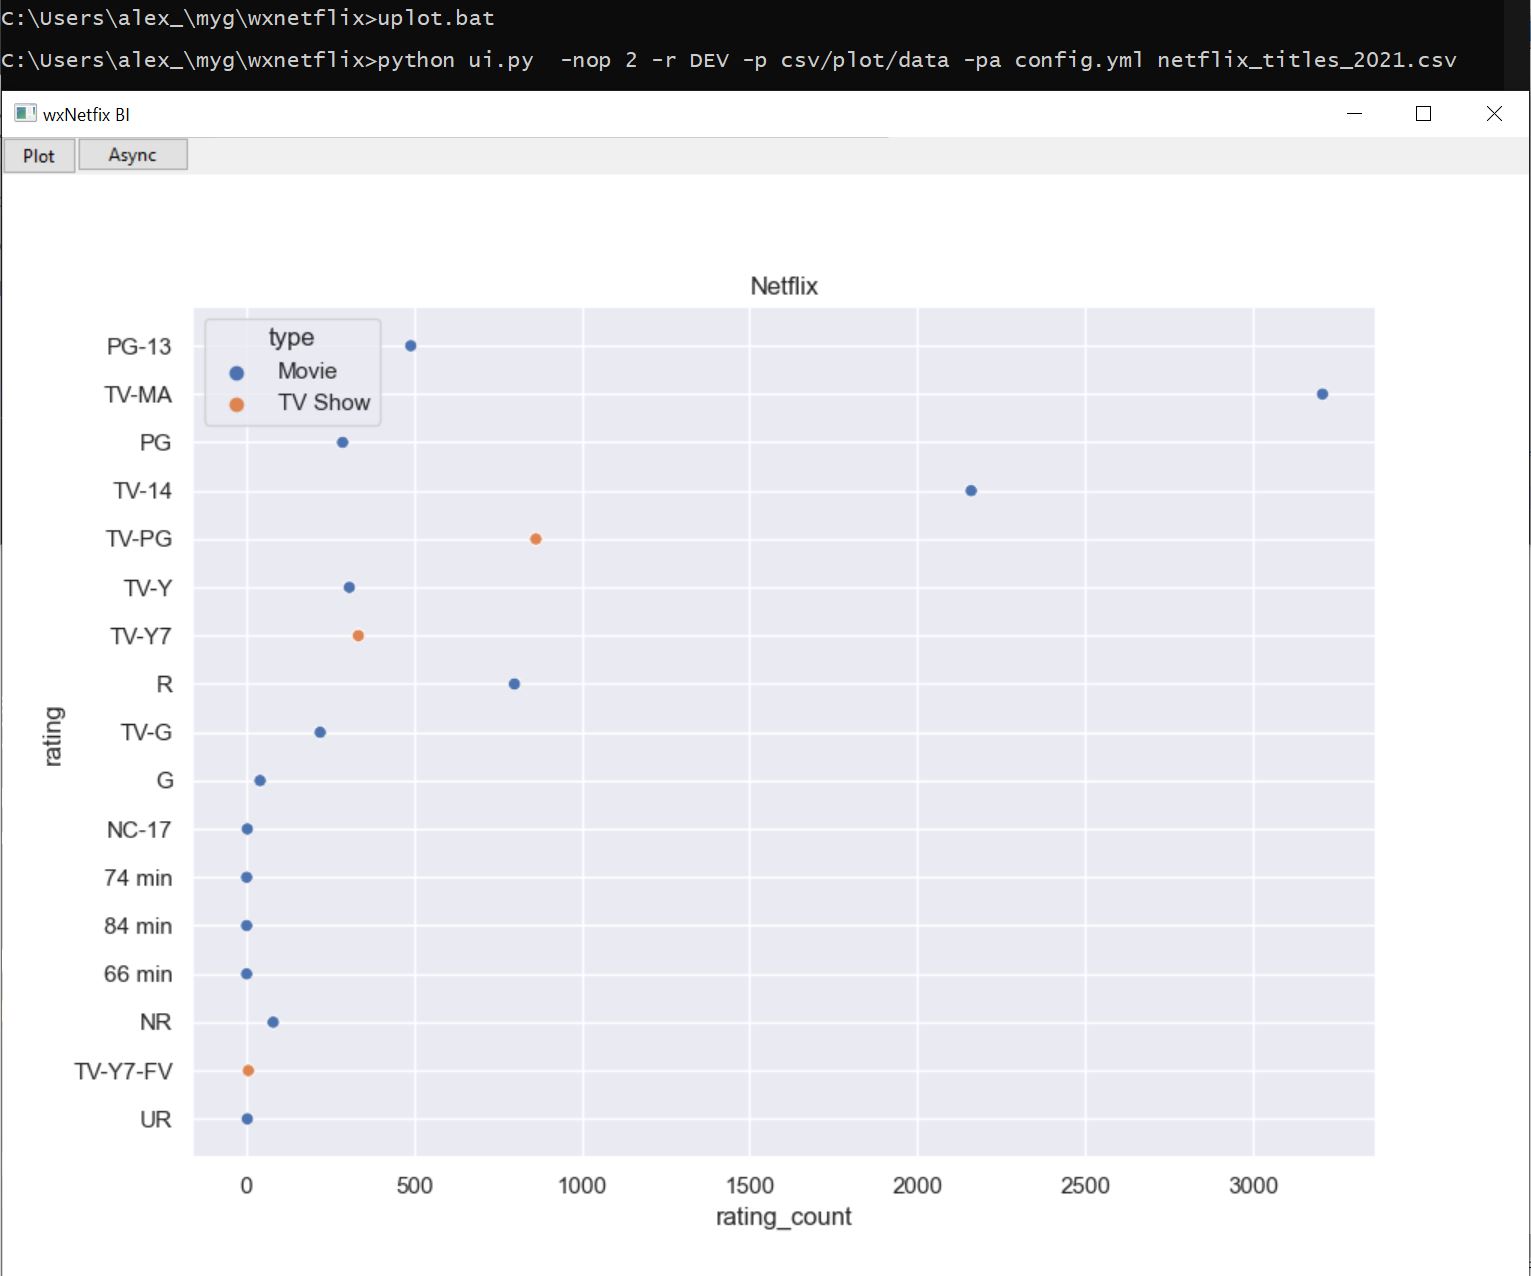 C:\Users\alex_\myg\wxnetflix>uplot.bat
C:\Users\alex_\myg\wxnetflix>python ui.py  -nop 2 -r DEV -p csv/plot/data -pa config.yml netflix_titles_2021.csv
wxNetfix BI
Plot
Async
Netflix
type
Movie
TV Show
PG-13
TV-MA
PG
TV-14
TV-PG
TV-Y
TV-Y7
R
TV-G
G
NC-17
74 min
84 min
66 min
NR
TV-Y7-FV
UR
rating
0 500 1000 1500 2000 2500 3000
rating_count